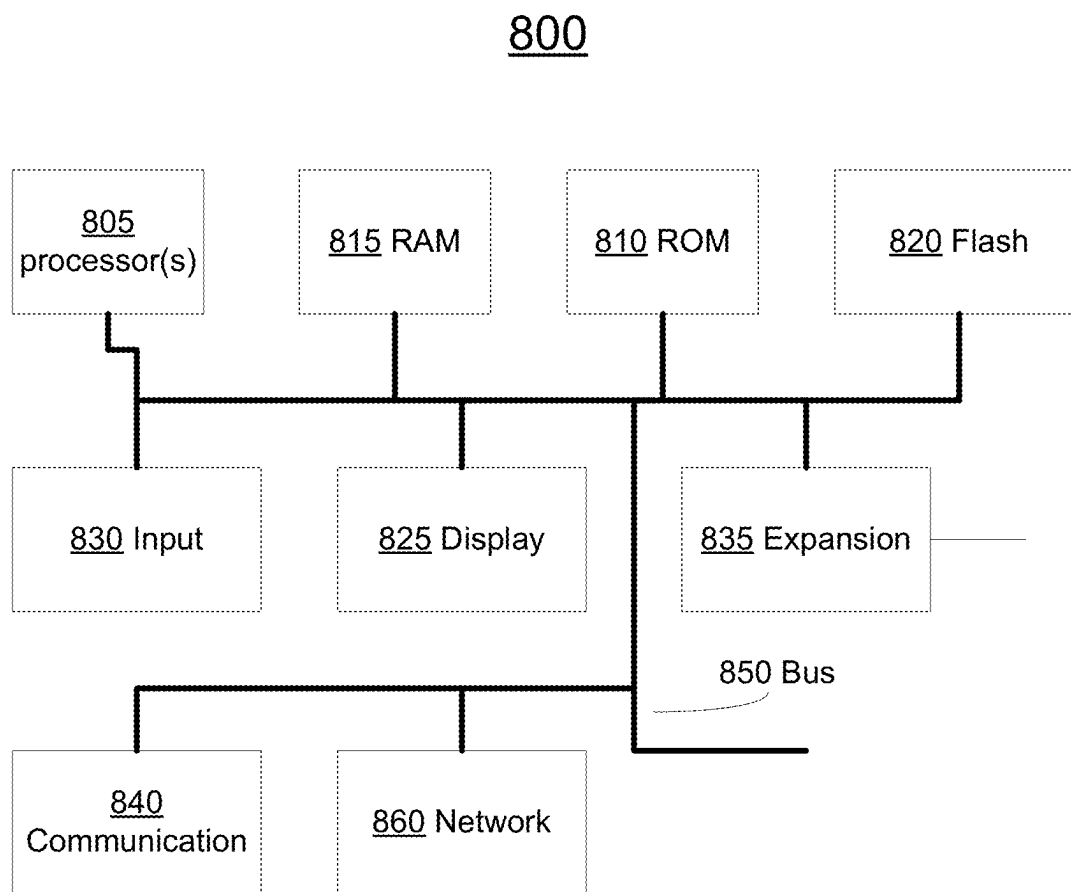 800
805
processor(s)
815 RAM
810 ROM
820 Flash
830 Input
825 Display
835 Expansion
850 Bus
840
Communication
860 Network